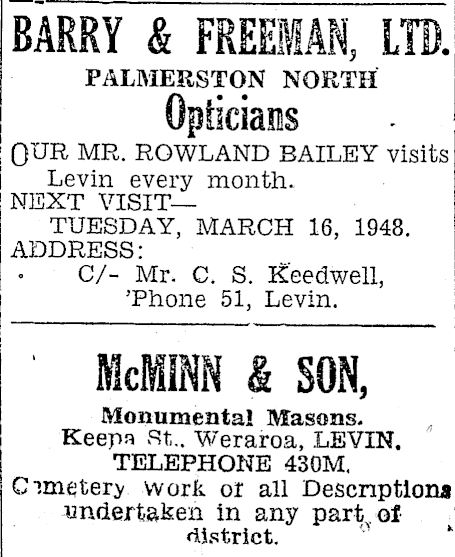 BARRY & FREEMAN, LTD.
PALMERSTON NORTH
Opticians
OUR MR. ROWLAND BAILEY visits
Levin every month.
NEXT VISIT—
TUESDAY, MARCH 16, 1948.
ADDRESS:
C/- Mr. C. S. Keedwell,
'Phone 51, Levin.
McMINN & SON,
Monumental Masons.
Keepa St., Weraroa, LEVIN.
TELEPHONE 430M.
Cemetery work of all Descriptions
undertaken in any part of
district.